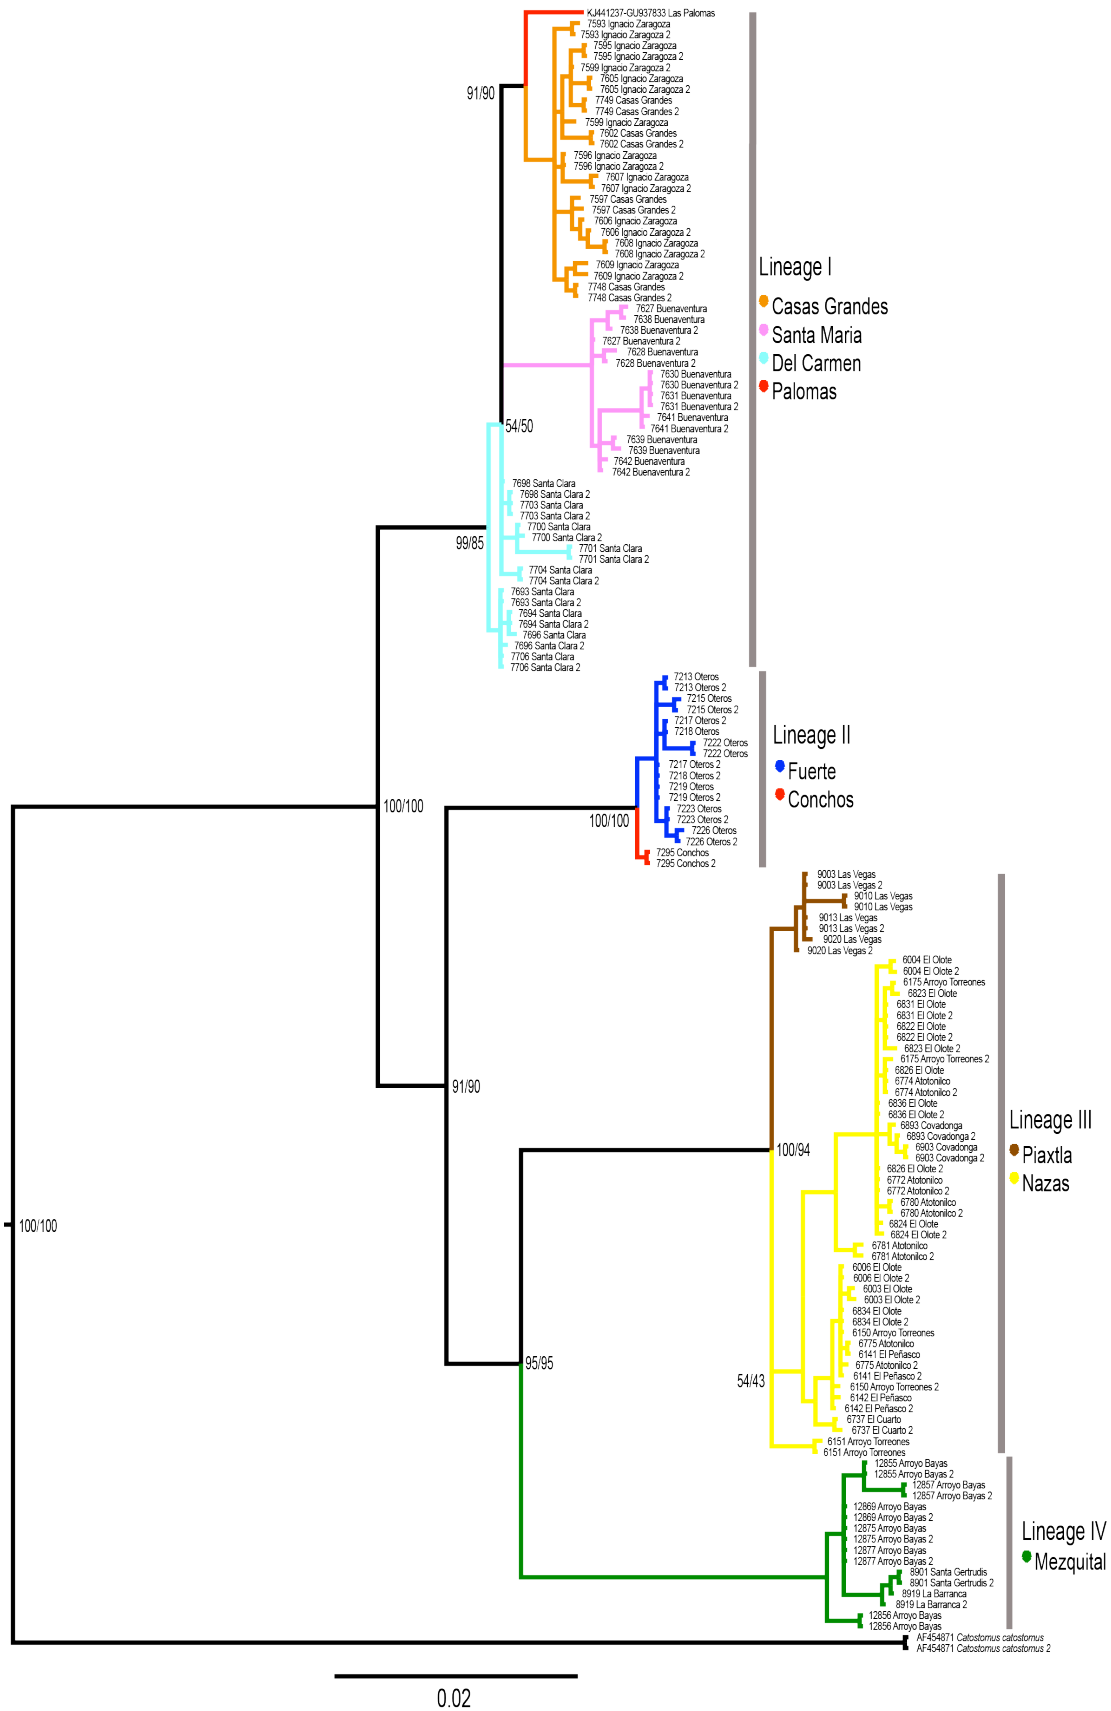 KJ441237-GU937833 Las Palomas
7593 Ignacio Zaragoza
7593 Ignacio Zaragoza 2
7595 Ignacio Zaragoza
7595 Ignacio Zaragoza 2
7599 Ignacio Zaragoza 2
7605 Ignacio Zaragoza
7605 Ignacio Zaragoza 2
91/90
7749 Casas Grandes
7749 Casas Grandes 2
7599 Ignacio Zaragoza
7602 Casas Grandes
7602 Casas Grandes 2
7596 Ignacio Zaragoza
7596 Ignacio Zaragoza 2
7607 Ignacio Zaragoza
7607 Ignacio Zaragoza 2
7597 Casas Grandes
7597 Casas Grandes 2
7606 Ignacio Zaragoza
7606 Ignacio Zaragoza 2
7608 Ignacio Zaragoza
7608 Ignacio Zaragoza 2
7609 Ignacio Zaragoza
7609 Ignacio Zaragoza 2
7748 Casas Grandes
7748 Casas Grandes 2
Lineage I
Casas Grandes
Santa Maria
Del Carmen
Palomas
7627 Buenaventura
7638 Buenaventura
7638 Buenaventura 2
7627 Buenaventura 2
7628 Buenaventura
7628 Buenaventura 2
7630 Buenaventura
7630 Buenaventura 2
7631 Buenaventura
7631 Buenaventura 2
7641 Buenaventura
7641 Buenaventura 2
54/50
7639 Buenaventura
7639 Buenaventura
7642 Buenaventura
7642 Buenaventura 2
7698 Santa Clara
7698 Santa Clara 2
7703 Santa Clara
7703 Santa Clara 2
7700 Santa Clara
7700 Santa Clara 2
99/85
7701 Santa Clara
7701 Santa Clara 2
7704 Santa Clara
7704 Santa Clara 2
7693 Santa Clara
7693 Santa Clara 2
7694 Santa Clara
7694 Santa Clara 2
7696 Santa Clara
7696 Santa Clara 2
7706 Santa Clara
7706 Santa Clara 2
7213 Oteros
7213 Oteros 2
7215 Oteros
7215 Oteros 2
7217 Oteros 2
7218 Oteros
7222 Oteros
7222 Oteros
7217 Oteros 2
7218 Oteros 2
7219 Oteros
7219 Oteros 2
7223 Oteros
7223 Oteros 2
7226 Oteros
7226 Oteros 2
7295 Conchos
7295 Conchos 2
Lineage II
Fuerte
Conchos
100/100
100/100
9003 Las Vegas
9003 Las Vegas 2
9010 Las Vegas
9010 Las Vegas
9013 Las Vegas
9013 Las Vegas 2
9020 Las Vegas
9020 Las Vegas 2
6004 El Olote
6004 El Olote 2
6175 Arroyo Torreones
6823 El Olote
6831 El Olote
6831 El Olote 2
6822 El Olote
6822 El Olote 2
6823 El Olote 2
6175 Arroyo Torreones 2
6826 El Olote
6774 Atotonilco
6774 Atotonilco 2
91/90
6836 El Olote
6836 El Olote 2
6893 Covadonga
6893 Covadonga 2
6903 Covadonga
6903 Covadonga 2
100/94
Lineage III
Piaxtla
Nazas
6826 El Olote 2
6772 Atotonilco
6772 Atotonilco 2
6780 Atotonilco
6780 Atotonilco 2
6824 El Olote
6824 El Olote 2
100/100
6781 Atotonilco
6781 Atotonilco 2
6006 El Olote
6006 El Olote 2
6003 El Olote
6003 El Olote 2
6834 El Olote
6834 El Olote 2
6150 Arroyo Torreones
6775 Atotonilco
6141 El Peñasco
6775 Atotonilco 2
6141 El Peñasco 2
6150 Arroyo Torreones 2
6142 El Peñasco
6142 El Peñasco 2
6737 El Cuarto
6737 El Cuarto 2
6151 Arroyo Torreones
6151 Arroyo Torreones
95/95
54/43
12855 Arroyo Bayas
12855 Arroyo Bayas 2
12857 Arroyo Bayas
12857 Arroyo Bayas 2
12869 Arroyo Bayas
12869 Arroyo Bayas 2
12875 Arroyo Bayas
12875 Arroyo Bayas 2
12877 Arroyo Bayas
12877 Arroyo Bayas 2
8901 Santa Gertrudis
8901 Santa Gertrudis 2
8919 La Barranca
8919 La Barranca 2
12856 Arroyo Bayas
12856 Arroyo Bayas
Lineage IV
Mezquital
AF454871 Catostomus catostomus
AF454871 Catostomus catostomus 2
0.02